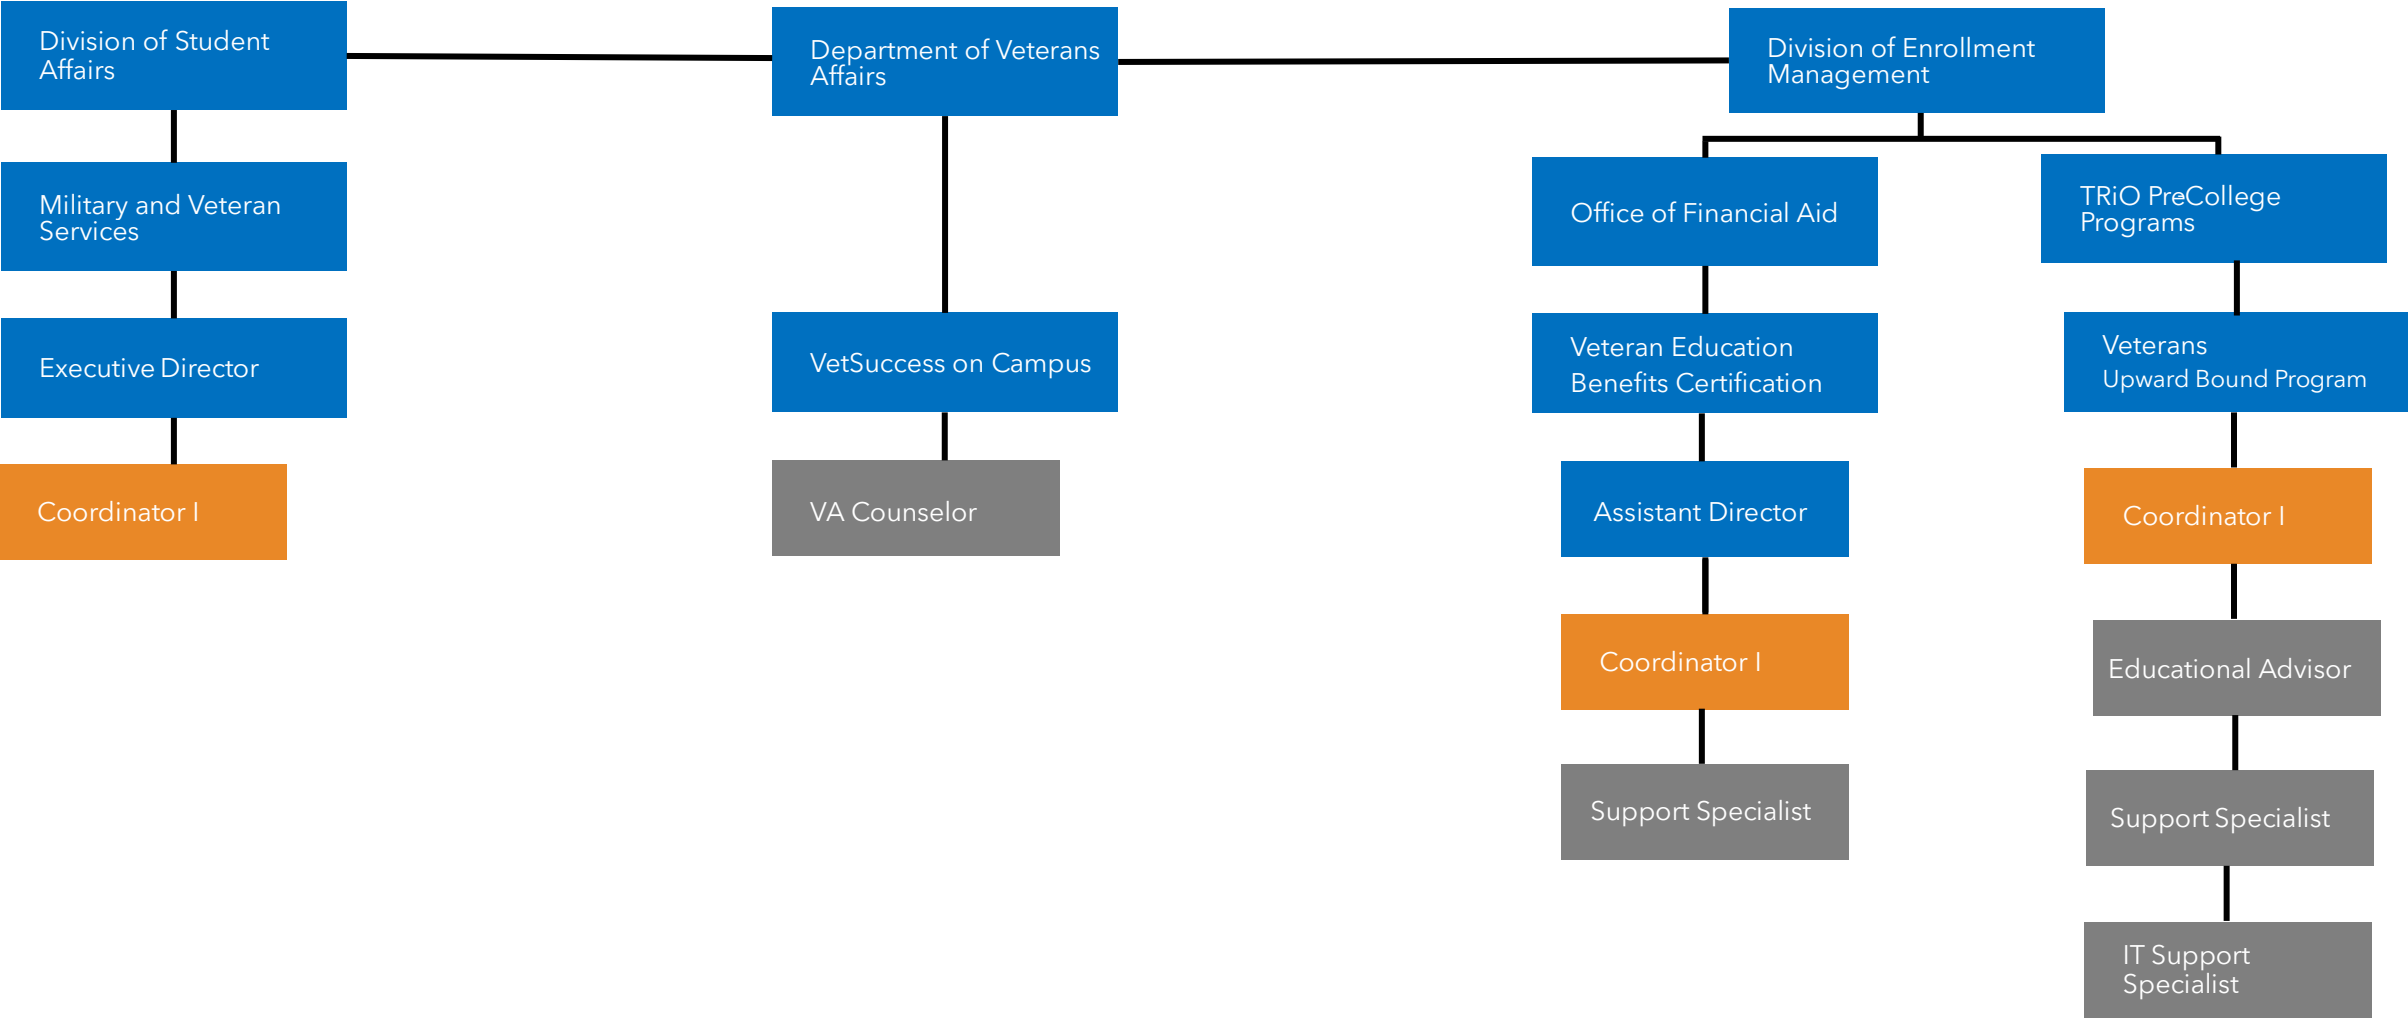 Division of Student
Affairs
Department of Veterans
Affairs
Division of Enrollment
Management
Military and Veteran
Services
Office of Financial Aid
TRiO PreCollege
Programs
Executive Director
VetSuccess on Campus
Veteran Education
Benefits Certification
Veterans
Upward Bound Program
Coordinator I
VA Counselor
Assistant Director
Coordinator I
Coordinator I
Educational Advisor
Support Specialist
Support Specialist
IT Support
Specialist